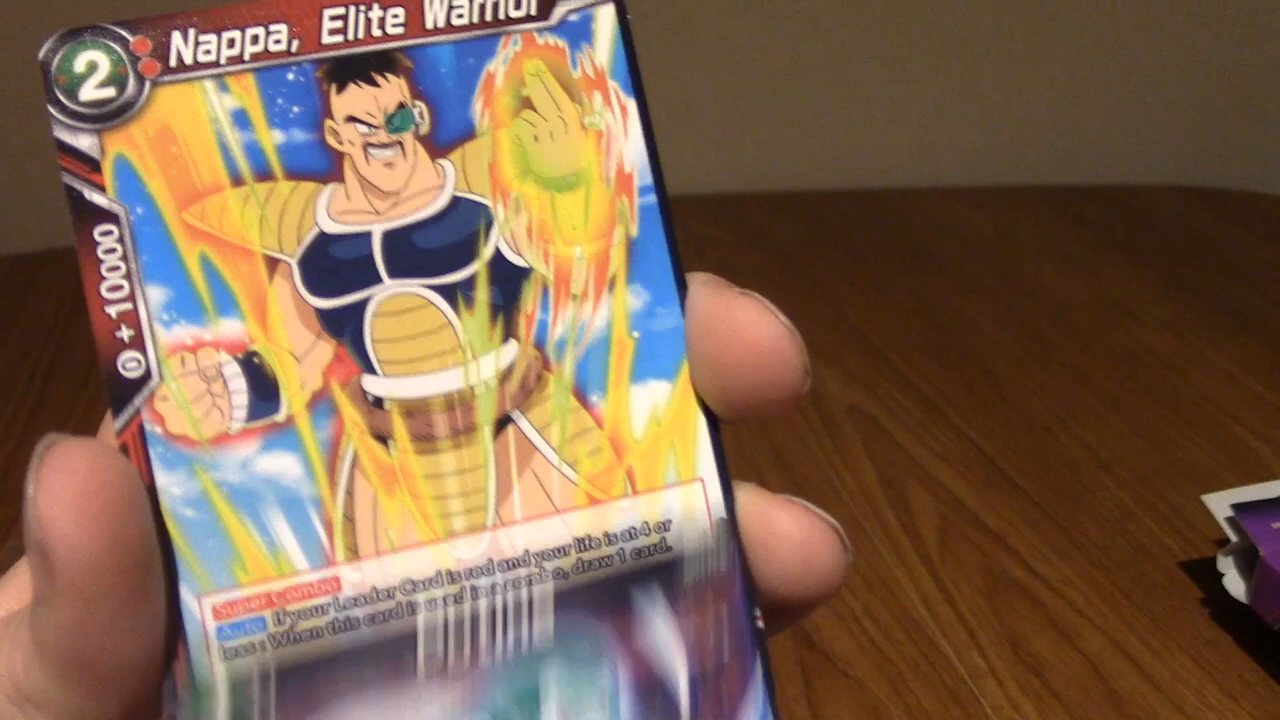 2 Nappa, Elite Warrior
0 +10000
Super Combo
Auto If your Leader Card is red and your life is at 4 or
less : When this card is used in a combo, draw 1 card.